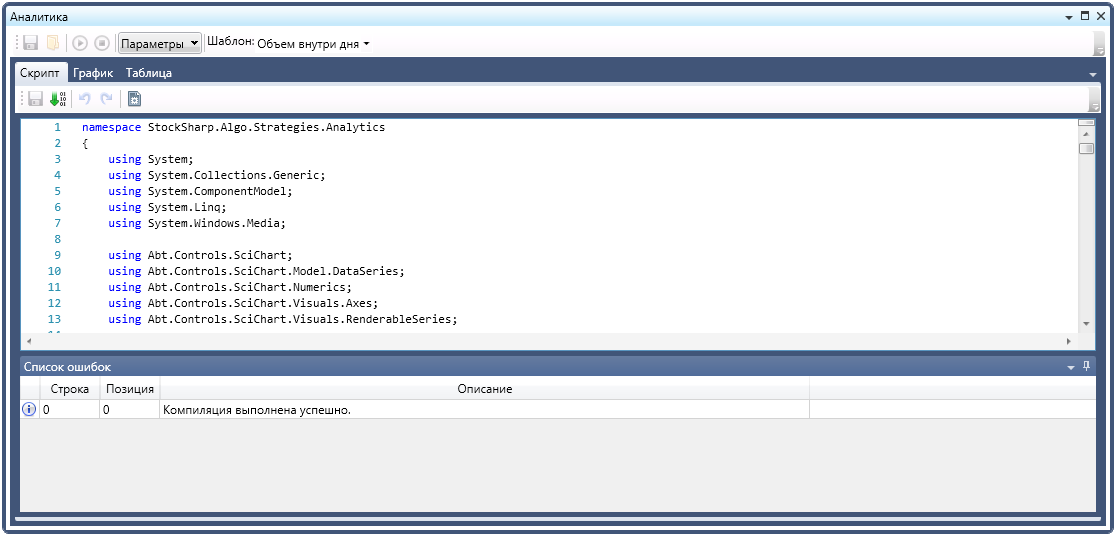 Аналитика
Параметры Шаблон: Объем внутри дня
Скрипт График Таблица
1 namespace StockSharp.Algo.Strategies.Analytics
2 {
3 using System;
4 using System.Collections.Generic;
5 using System.ComponentModel;
6 using System.Linq;
7 using System.Windows.Media;
8
9 using Abt.Controls.SciChart;
10 using Abt.Controls.SciChart.Model.DataSeries;
11 using Abt.Controls.SciChart.Numerics;
12 using Abt.Controls.SciChart.Visuals.Axes;
13 using Abt.Controls.SciChart.Visuals.RenderableSeries;
Список ошибок
Строка Позиция Описание
0 0 Компиляция выполнена успешно.